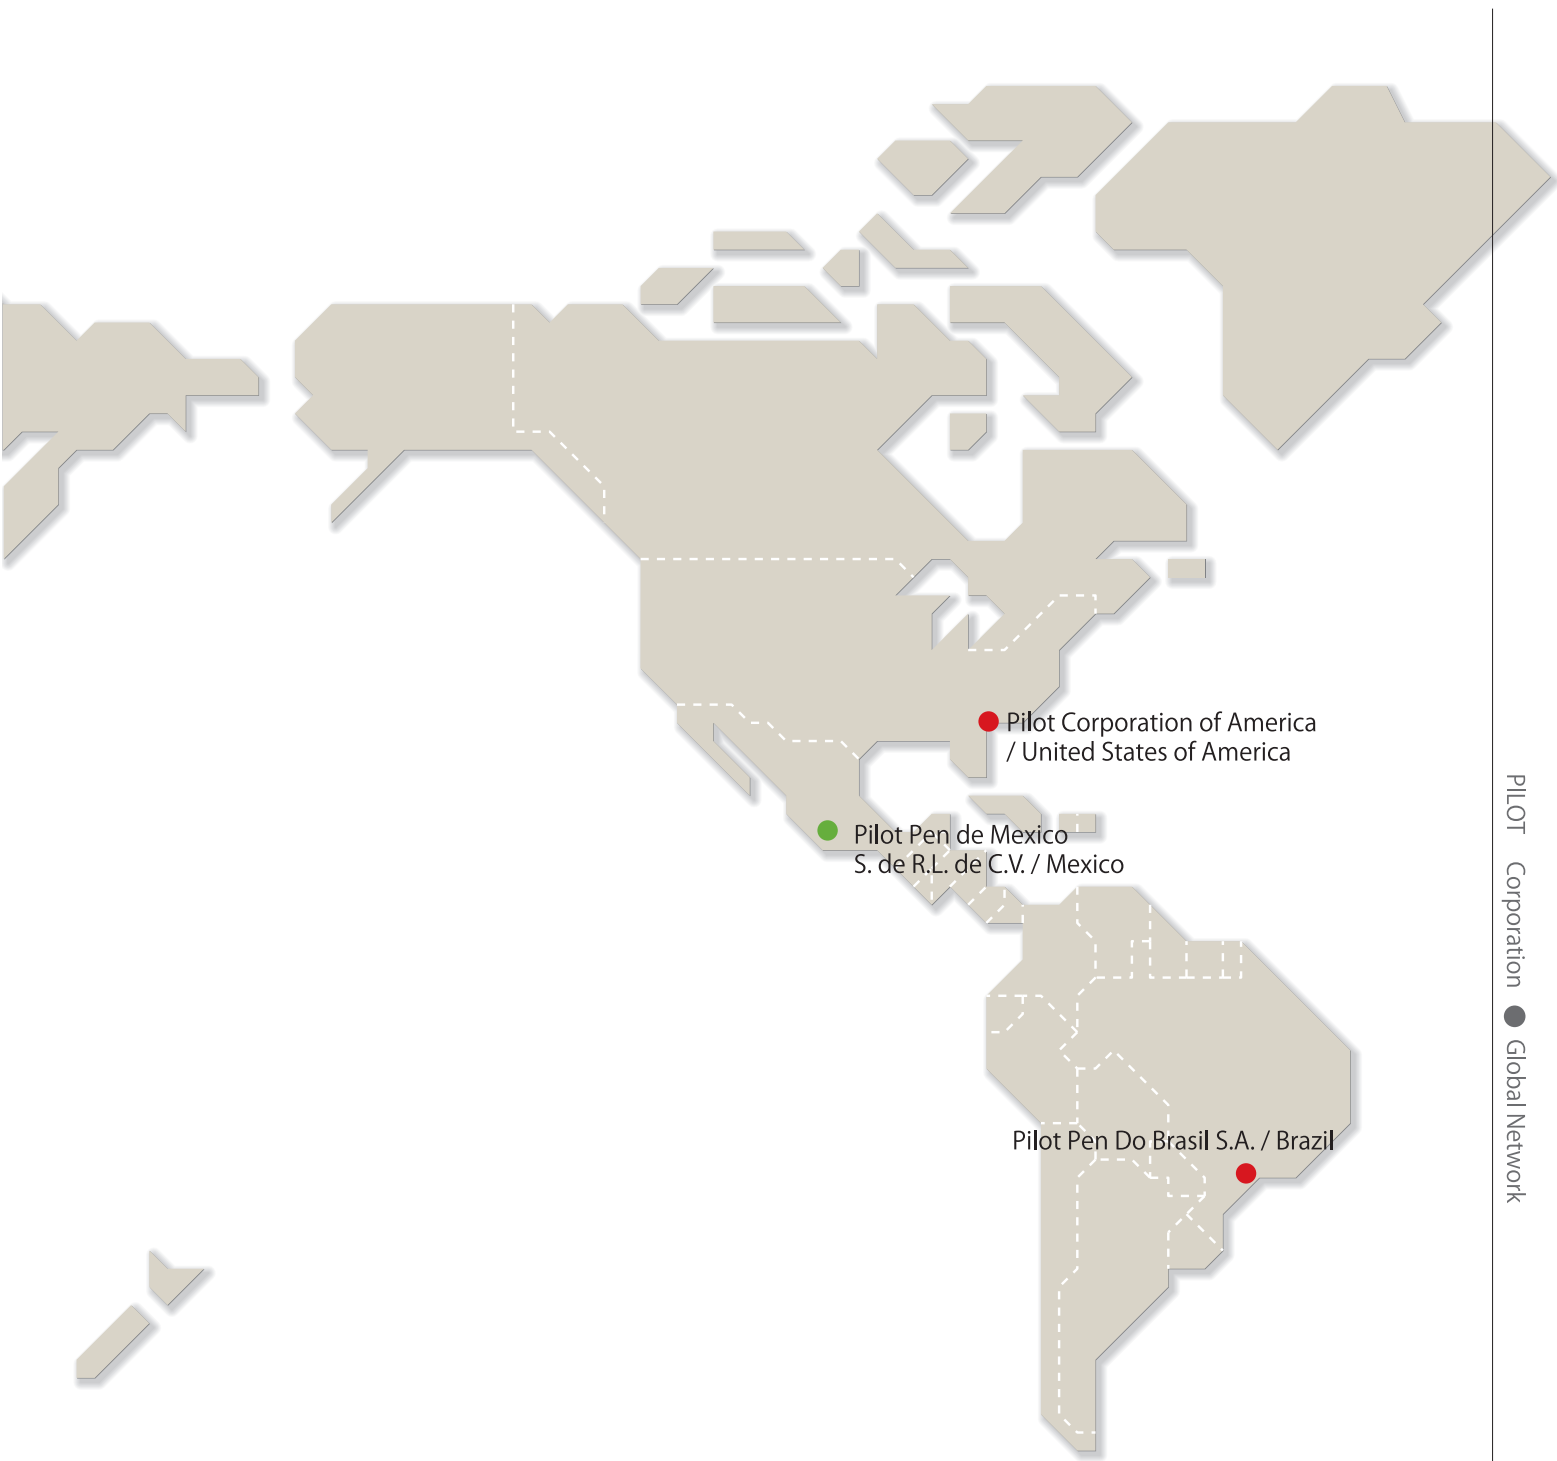 Pilot Corporation of America
/ United States of America
Pilot Pen de Mexico
S. de R.L. de C.V. / Mexico
Pilot Pen Do Brasil S.A. / Brazil
PILOT Corporation ● Global Network